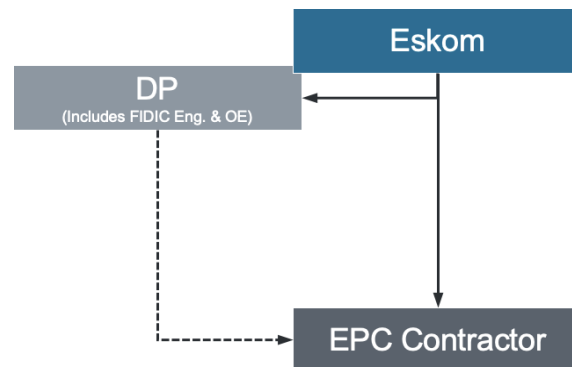 Eskom
DP
(Includes FIDIC Eng. & OE)
EPC Contractor